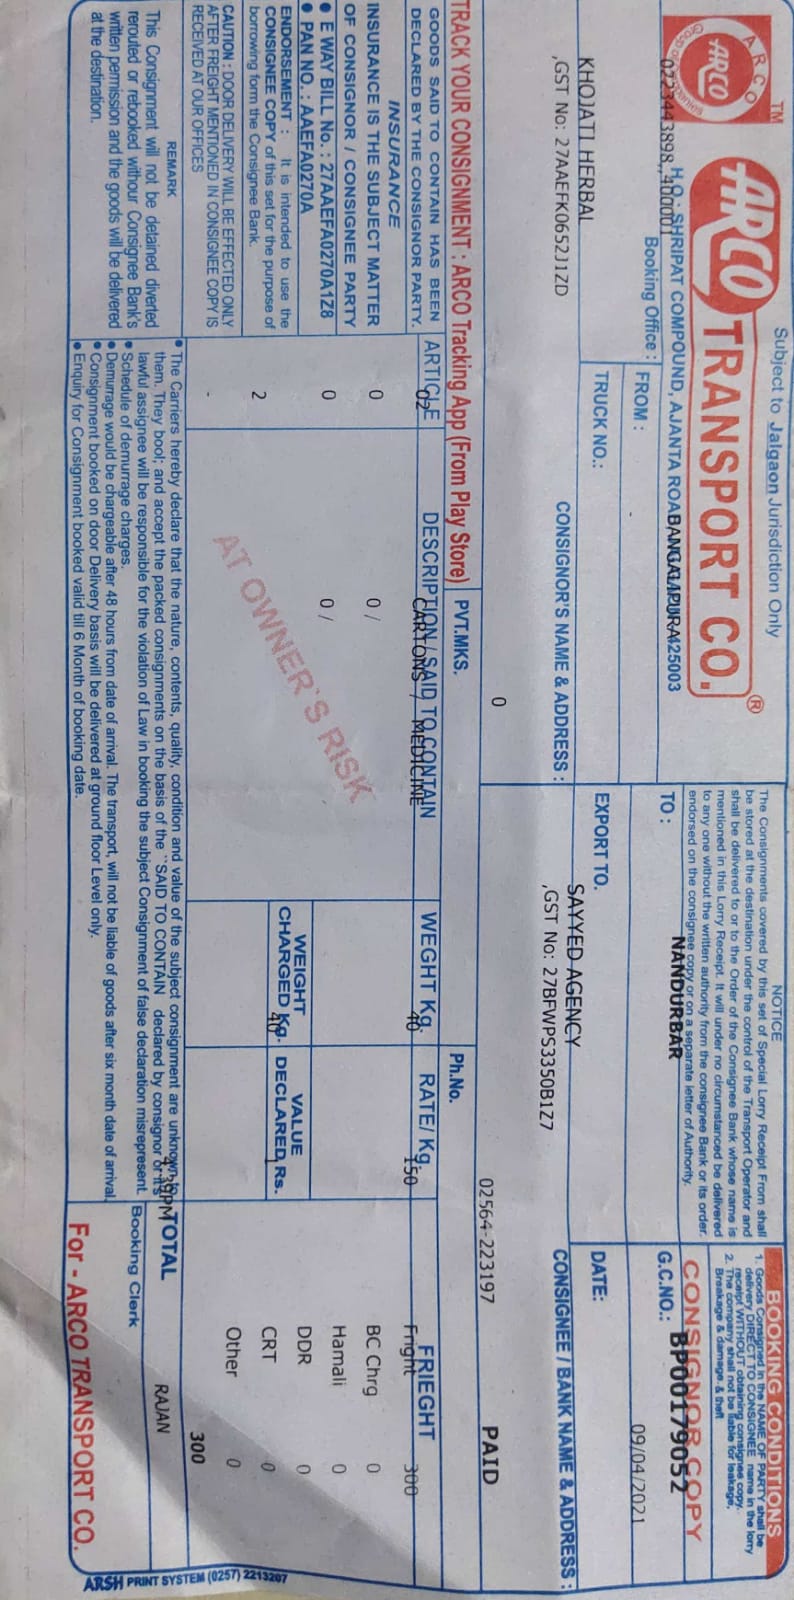 Subject to Jalgaon Jurisdiction Only
ARCO
ARCO
TM
ARCO TRANSPORT CO. ®
H.O.: SHRIPAT COMPOUND, AJANTA ROA
425003
Booking Office :
FROM :
TO :
NANDURBAR
TRUCK NO.:
EXPORT TO.
NOTICE
The Consignments covered by this set of Special Lorry Receipt From shall
be stored at the destination under the control of the Transport Operator and
shall be delivered to or to the Order of the Consignee Bank whose name is
mentioned in this Lorry Receipt. It will under no circumstanced be delivered
to any one without the written authority from the consignee Bank or its order.
endorsed on the consignee copy or on a separate letter of Authority.
BOOKING CONDITIONS
1. Goods Consigned in the NAME OF PARTY shall be
delivery DIRECT TO CONSIGNEE name in the lorry
receipt WITHOUT obtaining consignee copy.
2. The company shall not be liable for leakage,
Breakage & damage & theft
CONSIGNOR COPY
G.C.NO.: BP00179052
09/04/2021
DATE:
CONSIGNOR'S NAME & ADDRESS :
KHOJATI HERBAL
,GST No: 27AAEFK0652J1ZD
0
CONSIGNEE / BANK NAME & ADDRESS :
SAYYED AGENCY
,GST No: 27BFWPS3350B1Z7
02564-223197
PAID
TRACK YOUR CONSIGNMENT : ARCO Tracking App (From Play Store)
PVT.MKS.
Ph.No.
GOODS SAID TO CONTAIN HAS BEEN
DECLARED BY THE CONSIGNOR PARTY.
INSURANCE
INSURANCE IS THE SUBJECT MATTER
OF CONSIGNOR / CONSIGNEE PARTY
• E WAY BILL No. : 27AAEFA0270A1Z8
• PAN NO. : AAEFA0270A
ENDORSEMENT : It is intended to use the
CONSIGNEE COPY of this set for the purpose of
borrowing form the Consignee Bank.
CAUTION : DOOR DELIVERY WILL BE EFFECTED ONLY
AFTER FREIGHT MENTIONED IN CONSIGNEE COPY IS
RECEIVED AT OUR OFFICES
REMARK
This Consignment will not be detained diverted
rerouted or rebooked withour Consignee Bank's
written permission and the goods will be delivered
at the destination.
ARTICLE
02
0
0
2
-
DESCRIPTION / SAID TO CONTAIN
CARTONS / MEDICINE
0 /
0 /
AT OWNER'S RISK
WEGHT Kg.
40
WEIGHT
CHARGED Kg.
40
RATE/ Kg.
150
VALUE
DECLARED Rs.
1
FRIEGHT
Fright 300
BC Chrg 0
Hamali 0
DDR 0
CRT 0
Other 0
TOTAL 300
• The Carriers hereby declare that the nature, contents, quality, condition and value of the subject consignment are unknown to
them. They bool; and accept the packed consignments on the basis of the "SAID TO CONTAIN declared by consignor or its
lawful assignee will be responsible for the violation of Law in booking the subject Consignment of false declaration misrepresent.
• Schedule of demurrage charges.
• Demurrage would be chargeable after 48 hours from date of arrival. The transport, will not be liable of goods after six month date of arrival
• Consignment booked on door Delivery basis will be delivered at ground floor Level only.
• Enquiry for Consignment booked valid till 6 Month of booking date.
Booking Clerk
RAJAN
For - ARCO TRANSPORT CO.
ARSH PRINT SYSTEM (0257) 2213207